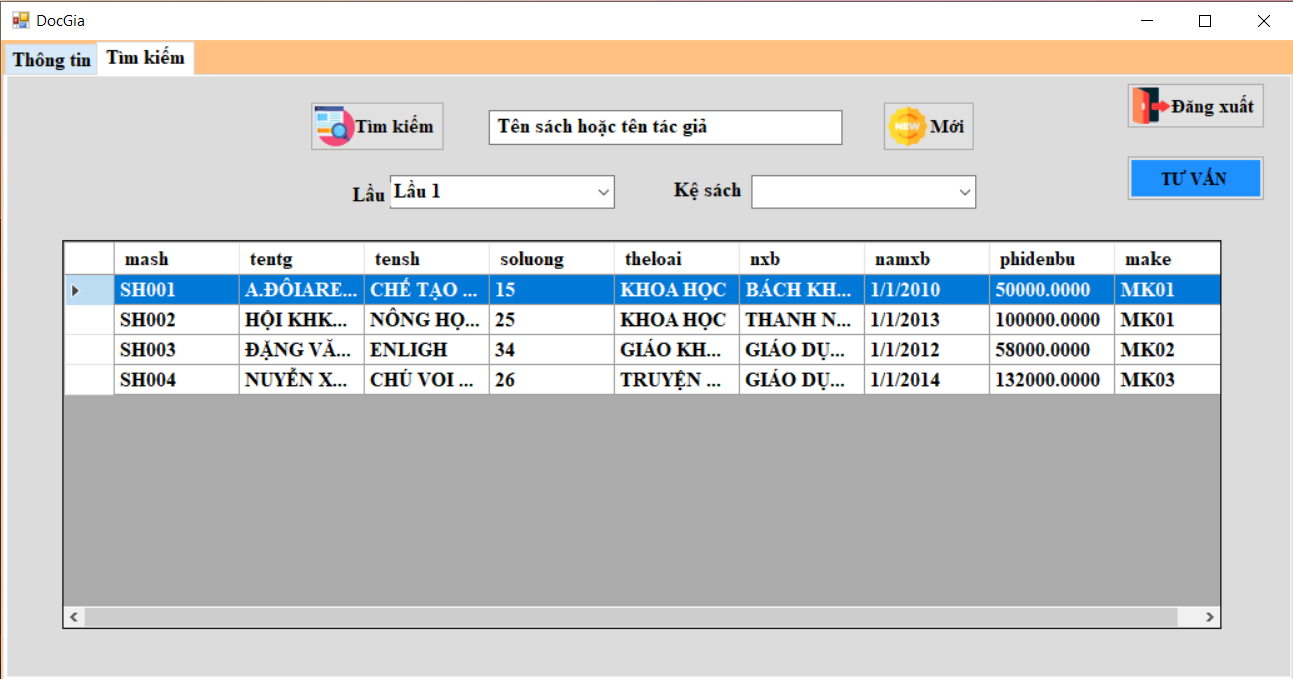 DocGia
Thông tin Tìm kiếm
Tìm kiếm Tên sách hoặc tên tác giả NEW Mới Đăng xuất
Lầu Lầu 1 Kệ sách TƯ VẤN
mash tentg tensh soluong theloai nxb namxb phidenbu make
SH001 A.ĐÔIARE... CHẾ TẠO ... 15 KHOA HỌC BÁCH KH... 1/1/2010 50000.0000 MK01
SH002 HỘI KHK... NÔNG HỌ... 25 KHOA HỌC THANH N... 1/1/2013 100000.0000 MK01
SH003 ĐẶNG VĂ... ENLIGH 34 GIÁO KH... GIÁO DỤ... 1/1/2012 58000.0000 MK02
SH004 NUYỄN X... CHÚ VOI ... 26 TRUYỆN ... GIÁO DỤ... 1/1/2014 132000.0000 MK03